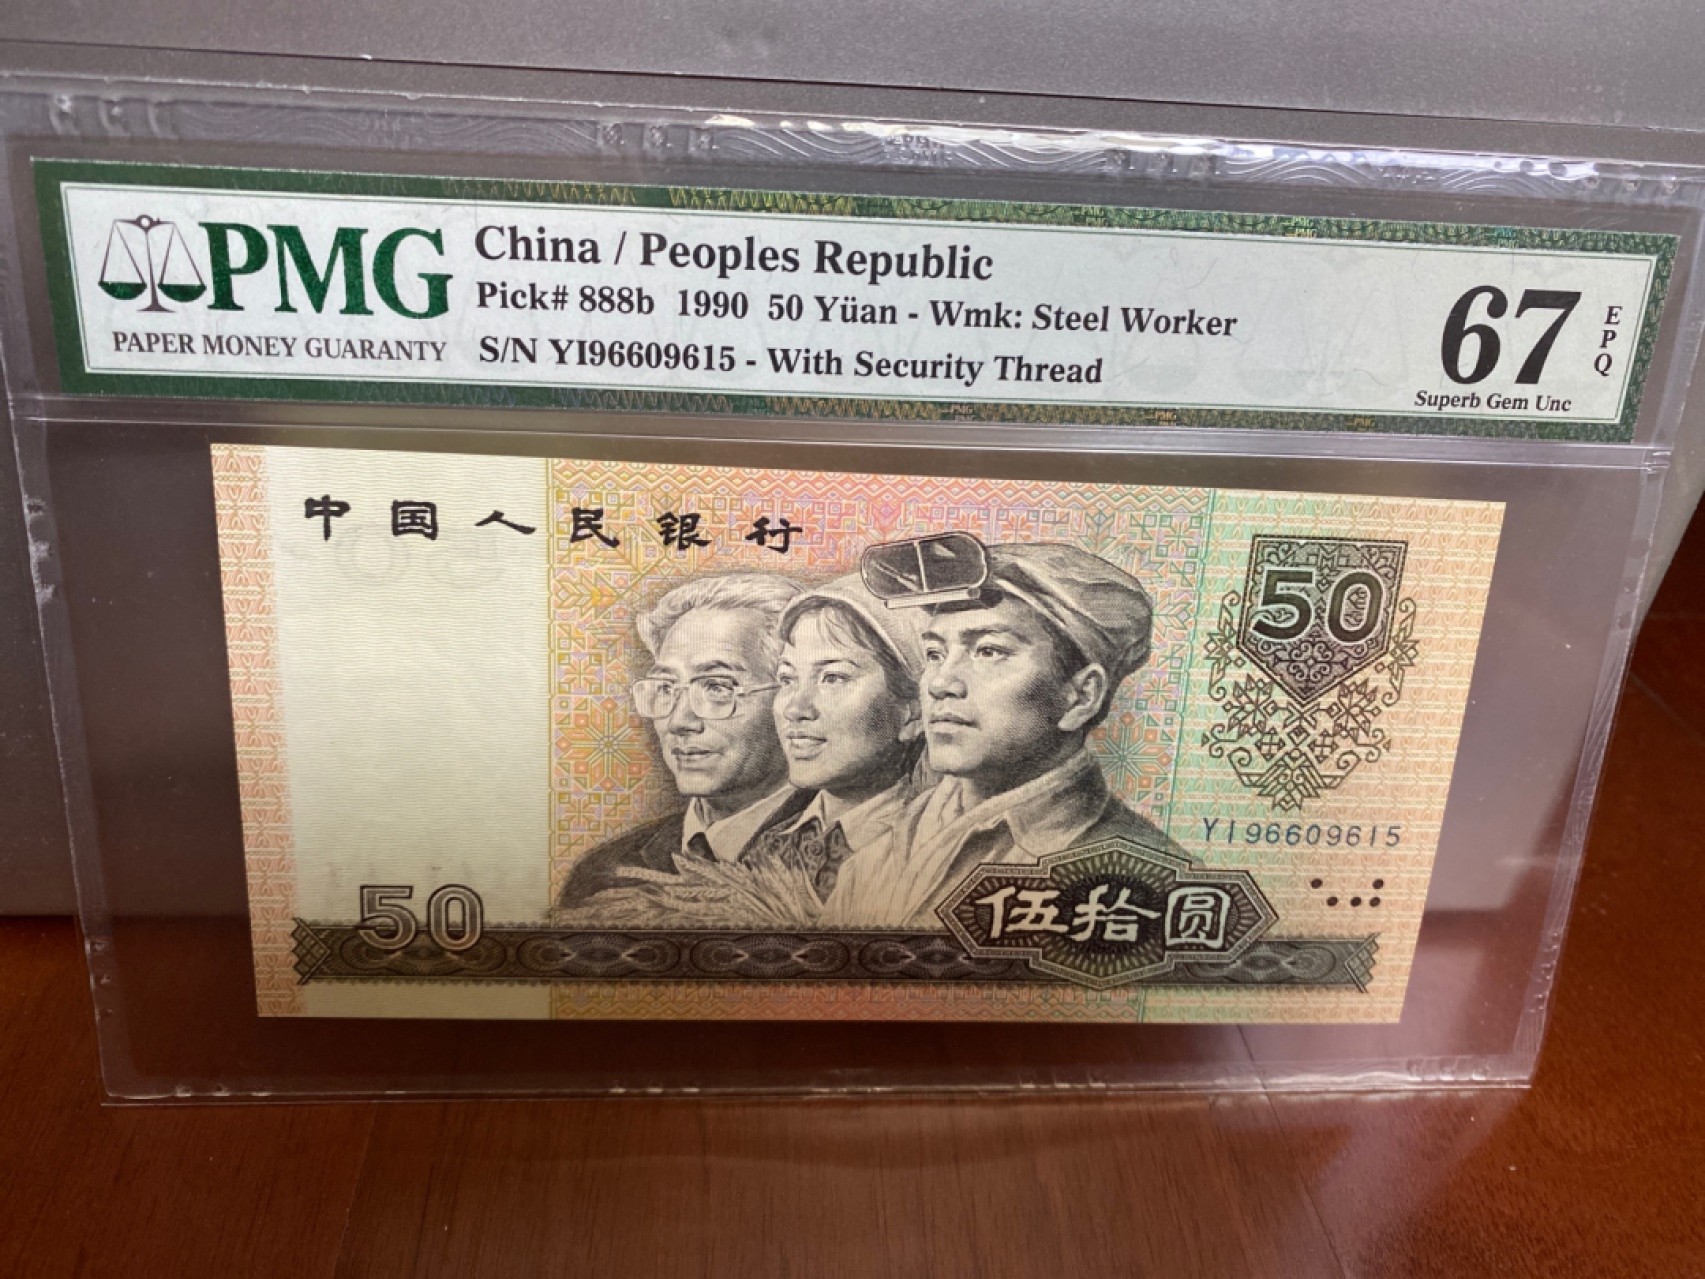 PMG
PAPER MONEY GUARANTY
China / Peoples Republic
Pick# 888b 1990 50 Yüan - Wmk: Steel Worker
S/N YI96609615 - With Security Thread
67
EPQ
Superb Gem Unc
中国人民银行
50
YI96609615
50
伍拾圆